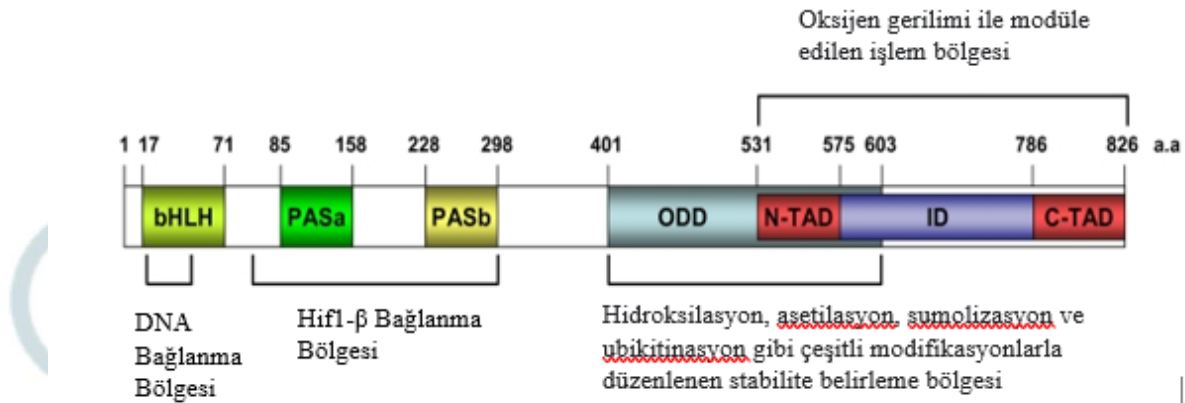 Oksijen gerilimi ile modüle
edilen işlem bölgesi
1 17 71 85 158 228 298 401 531 575 603 786 826 a.a
bHLH PASa PASb ODD N-TAD ID C-TAD
DNA
Bağlanma
Bölgesi
Hif1-β Bağlanma
Bölgesi
Hidroksilasyon, asetilasyon, sumolizasyon ve
ubikitinasyon gibi çeşitli modifikasyonlarla
düzenlenen stabilite belirleme bölgesi